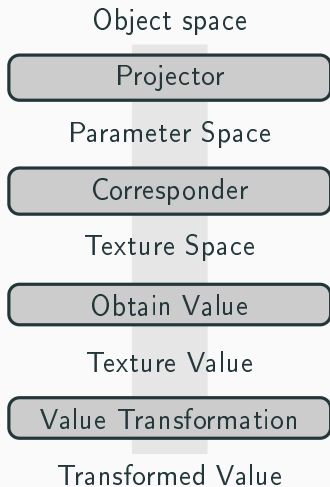 Object space
Projector
Parameter Space
Corresponder
Texture Space
Obtain Value
Texture Value
Value Transformation
Transformed Value